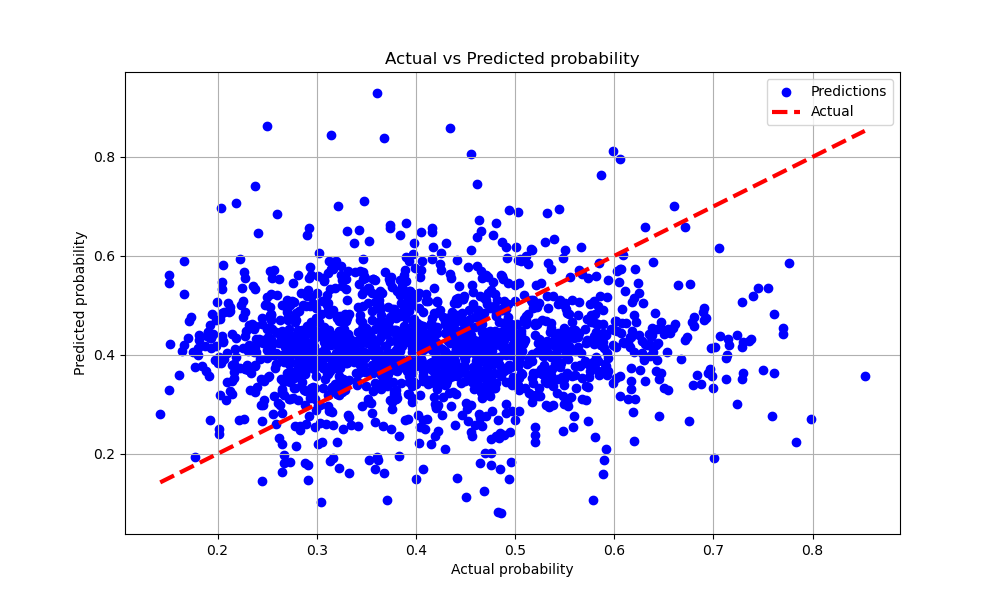 Actual vs Predicted probability
Predictions
Actual
Predicted probability
0.8
0.6
0.4
0.2
0.2 0.3 0.4 0.5 0.6 0.7 0.8
Actual probability